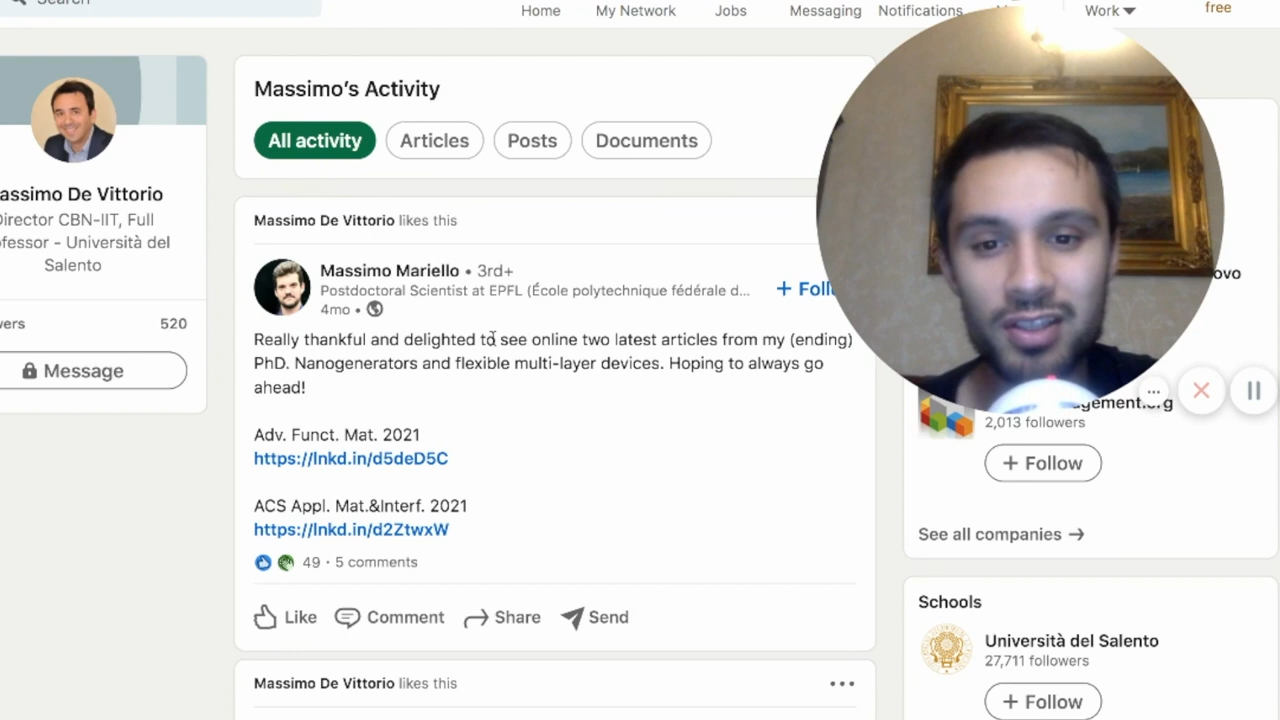 Search
Home
My Network
Jobs
Messaging
Notifications
Work
free
assimo De Vittorio
Director CBN-IIT, Full
ofessor - Università del
Salento
wers 520
Message
Massimo's Activity
All activity
Articles
Posts
Documents
Massimo De Vittorio likes this
Massimo Mariello • 3rd+
Postdoctoral Scientist at EPFL (École polytechnique fédérale d...
4mo •
+ Foll
Really thankful and delighted to see online two latest articles from my (ending)
PhD. Nanogenerators and flexible multi-layer devices. Hoping to always go
ahead!
Adv. Funct. Mat. 2021
https://lnkd.in/d5deD5C
ACS Appl. Mat.&Interf. 2021
https://lnkd.in/d2ZtwxW
49 · 5 comments
Like
Comment
Share
Send
Massimo De Vittorio likes this
ovo
agement.org
2,013 followers
+ Follow
See all companies →
Schools
Università del Salento
27,711 followers
+ Follow